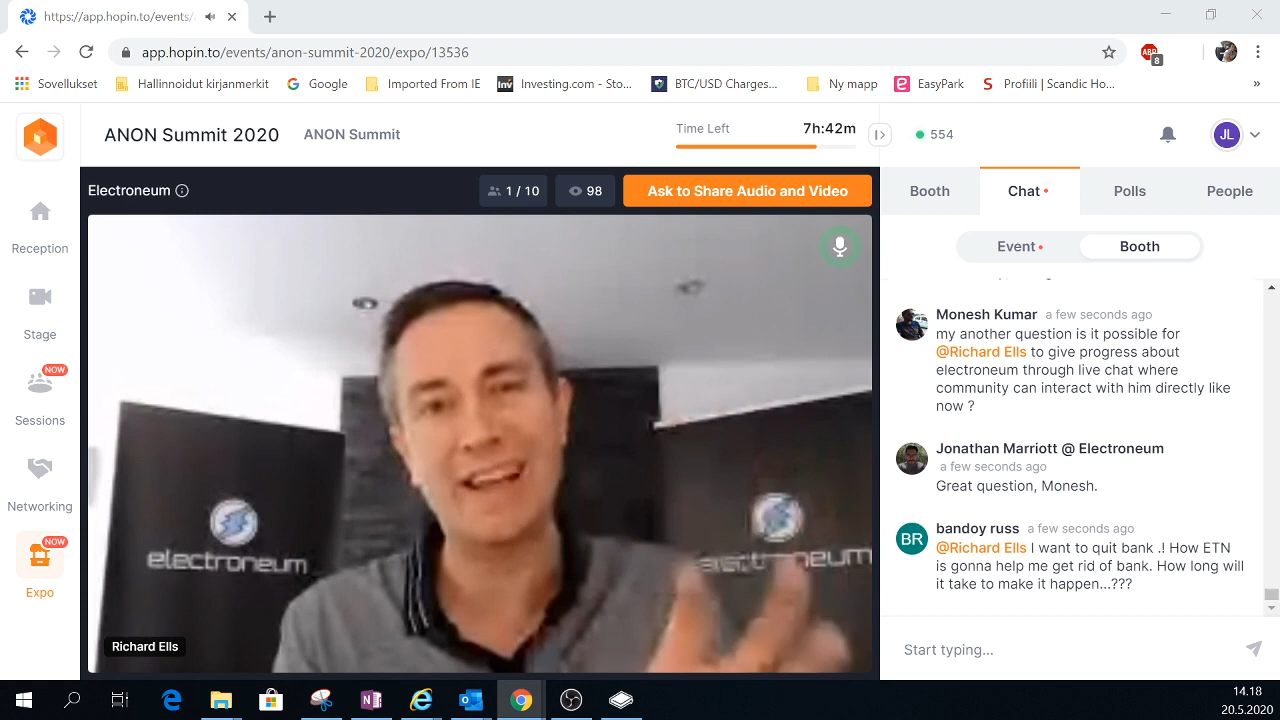 https://app.hopin.to/events/
app.hopin.to/events/anon-summit-2020/expo/13536
ABP
8
Sovellukset
Hallinnoidut kirjanmerkit
Google
Imported From IE
Inv
Investing.com - Sto...
BTC/USD Charges...
Ny mapp
EasyPark
S
Profiili | Scandic Ho...
»
ANON Summit 2020
ANON Summit
Time Left
7h:42m
554
JL
Reception
Stage
NOW
Sessions
Networking
NOW
Expo
Electroneum
1 / 10
98
Ask to Share Audio and Video
electroneum
electroneum
Richard Ells
Booth
Chat
Polls
People
Event
Booth
Monesh Kumar a few seconds ago
my another question is it possible for
@Richard Ells to give progress about
electroneum through live chat where
community can interact with him directly like
now ?
Jonathan Marriott @ Electroneum
a few seconds ago
Great question, Monesh.
BR
bandoy russ a few seconds ago
@Richard Ells I want to quit bank .! How ETN
is gonna help me get rid of bank. How long will
it take to make it happen...???
Start typing...
14.18
20.5.2020